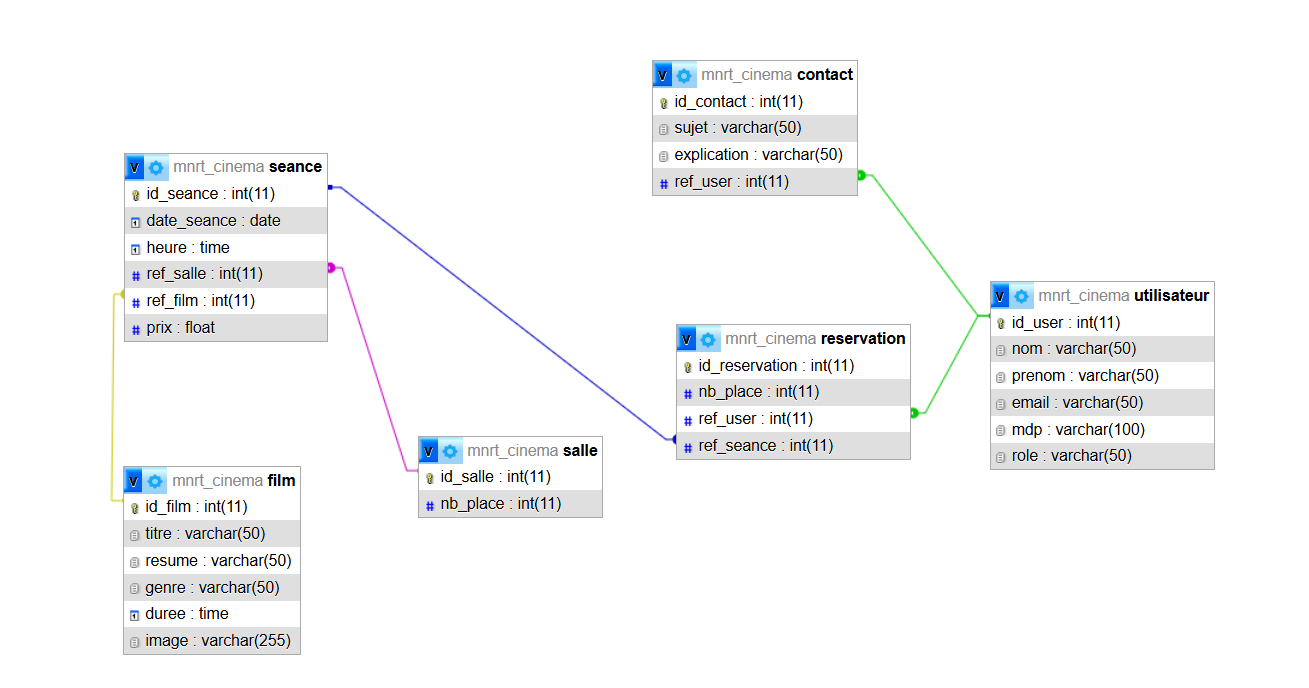 mnrt_cinema contact
id_contact : int(11)
sujet : varchar(50)
explication : varchar(50)
ref_user : int(11)
mnrt_cinema seance
id_seance : int(11)
date_seance : date
heure : time
ref_salle : int(11)
ref_film : int(11)
prix : float
mnrt_cinema utilisateur
id_user : int(11)
nom : varchar(50)
prenom : varchar(50)
email : varchar(50)
mdp : varchar(100)
role : varchar(50)
mnrt_cinema reservation
id_reservation : int(11)
nb_place : int(11)
ref_user : int(11)
ref_seance : int(11)
mnrt_cinema salle
id_salle : int(11)
nb_place : int(11)
mnrt_cinema film
id_film : int(11)
titre : varchar(50)
resume : varchar(50)
genre : varchar(50)
duree : time
image : varchar(255)